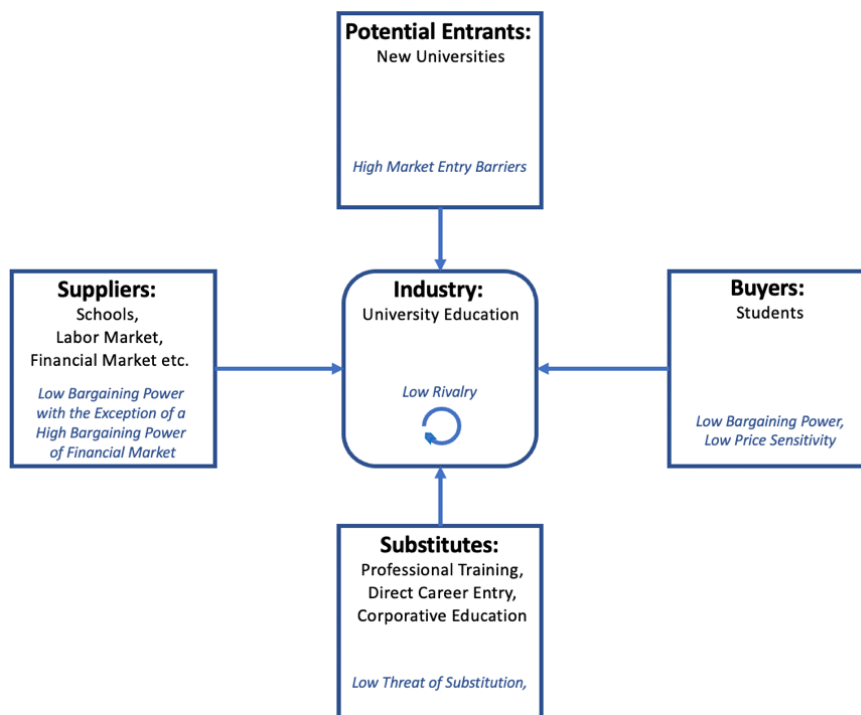 Potential Entrants:
New Universities
High Market Entry Barriers
Suppliers:
Schools,
Labor Market,
Financial Market etc.
Low Bargaining Power
with the Exception of a
High Bargaining Power
of Financial Market
Industry:
University Education
Low Rivalry
Buyers:
Students
Low Bargaining Power,
Low Price Sensitivity
Substitutes:
Professional Training,
Direct Career Entry,
Corporative Education
Low Threat of Substitution,